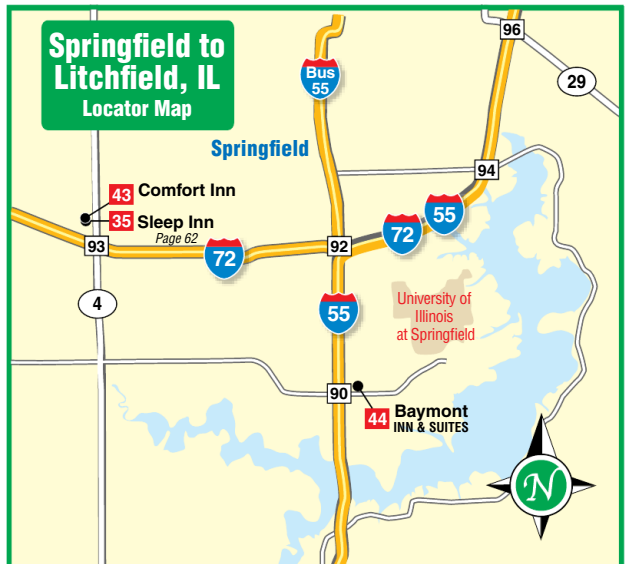 Springfield to
Litchfield, IL
Locator Map
96
Bus
55
29
Springfield
94
43 Comfort Inn
35 Sleep Inn
Page 62
55
72
93
72
92
4
55
University of
Illinois
at Springfield
90
44 Baymont
INN & SUITES
N